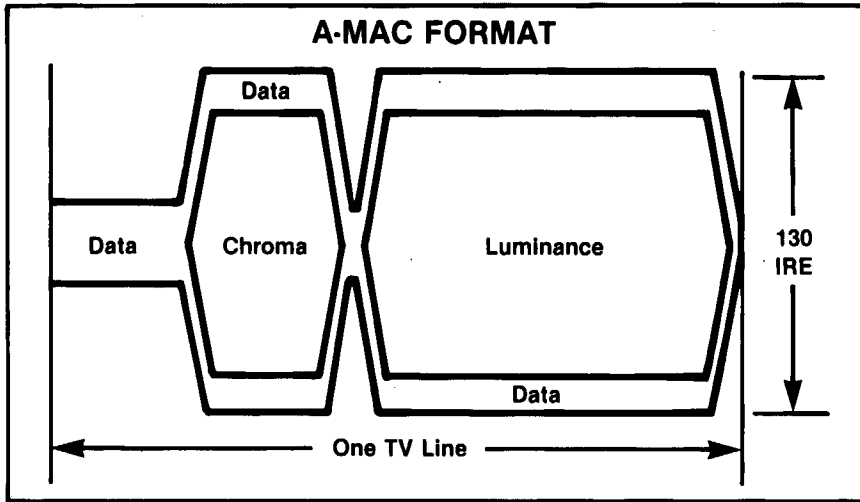 A-MAC FORMAT
Data
Data
Chroma
Luminance
130
IRE
Data
One TV Line